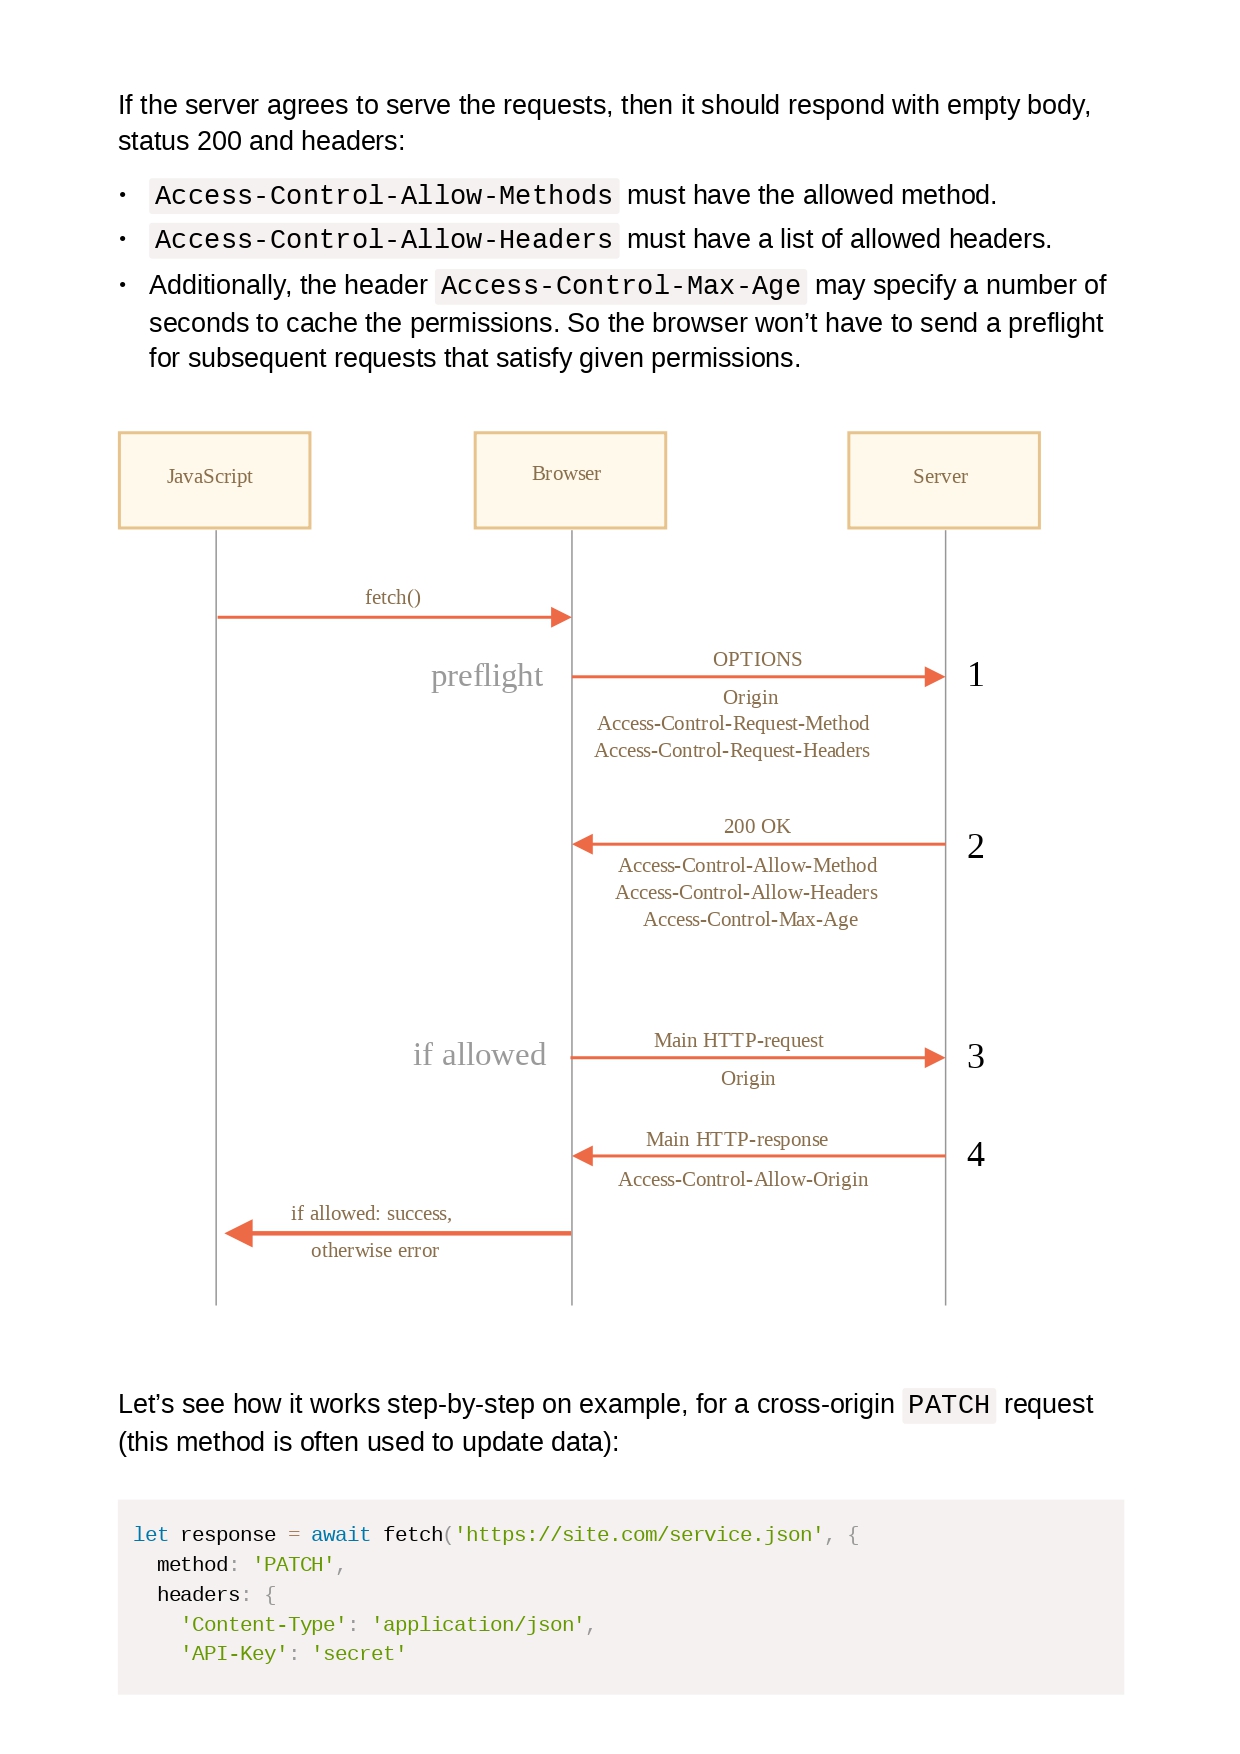 If the server agrees to serve the requests, then it should respond with empty body,
status 200 and headers:
• Access-Control-Allow-Methods must have the allowed method.
• Access-Control-Allow-Headers must have a list of allowed headers.
• Additionally, the header Access-Control-Max-Age may specify a number of
seconds to cache the permissions. So the browser won’t have to send a preflight
for subsequent requests that satisfy given permissions.
JavaScript
Browser
Server
fetch()
preflight
OPTIONS
1
Origin
Access-Control-Request-Method
Access-Control-Request-Headers
200 OK
2
Access-Control-Allow-Method
Access-Control-Allow-Headers
Access-Control-Max-Age
if allowed
Main HTTP-request
3
Origin
Main HTTP-response
4
Access-Control-Allow-Origin
if allowed: success,
otherwise error
Let’s see how it works step-by-step on example, for a cross-origin PATCH request
(this method is often used to update data):
let response = await fetch('https://site.com/service.json', {
  method: 'PATCH',
  headers: {
    'Content-Type': 'application/json',
    'API-Key': 'secret'